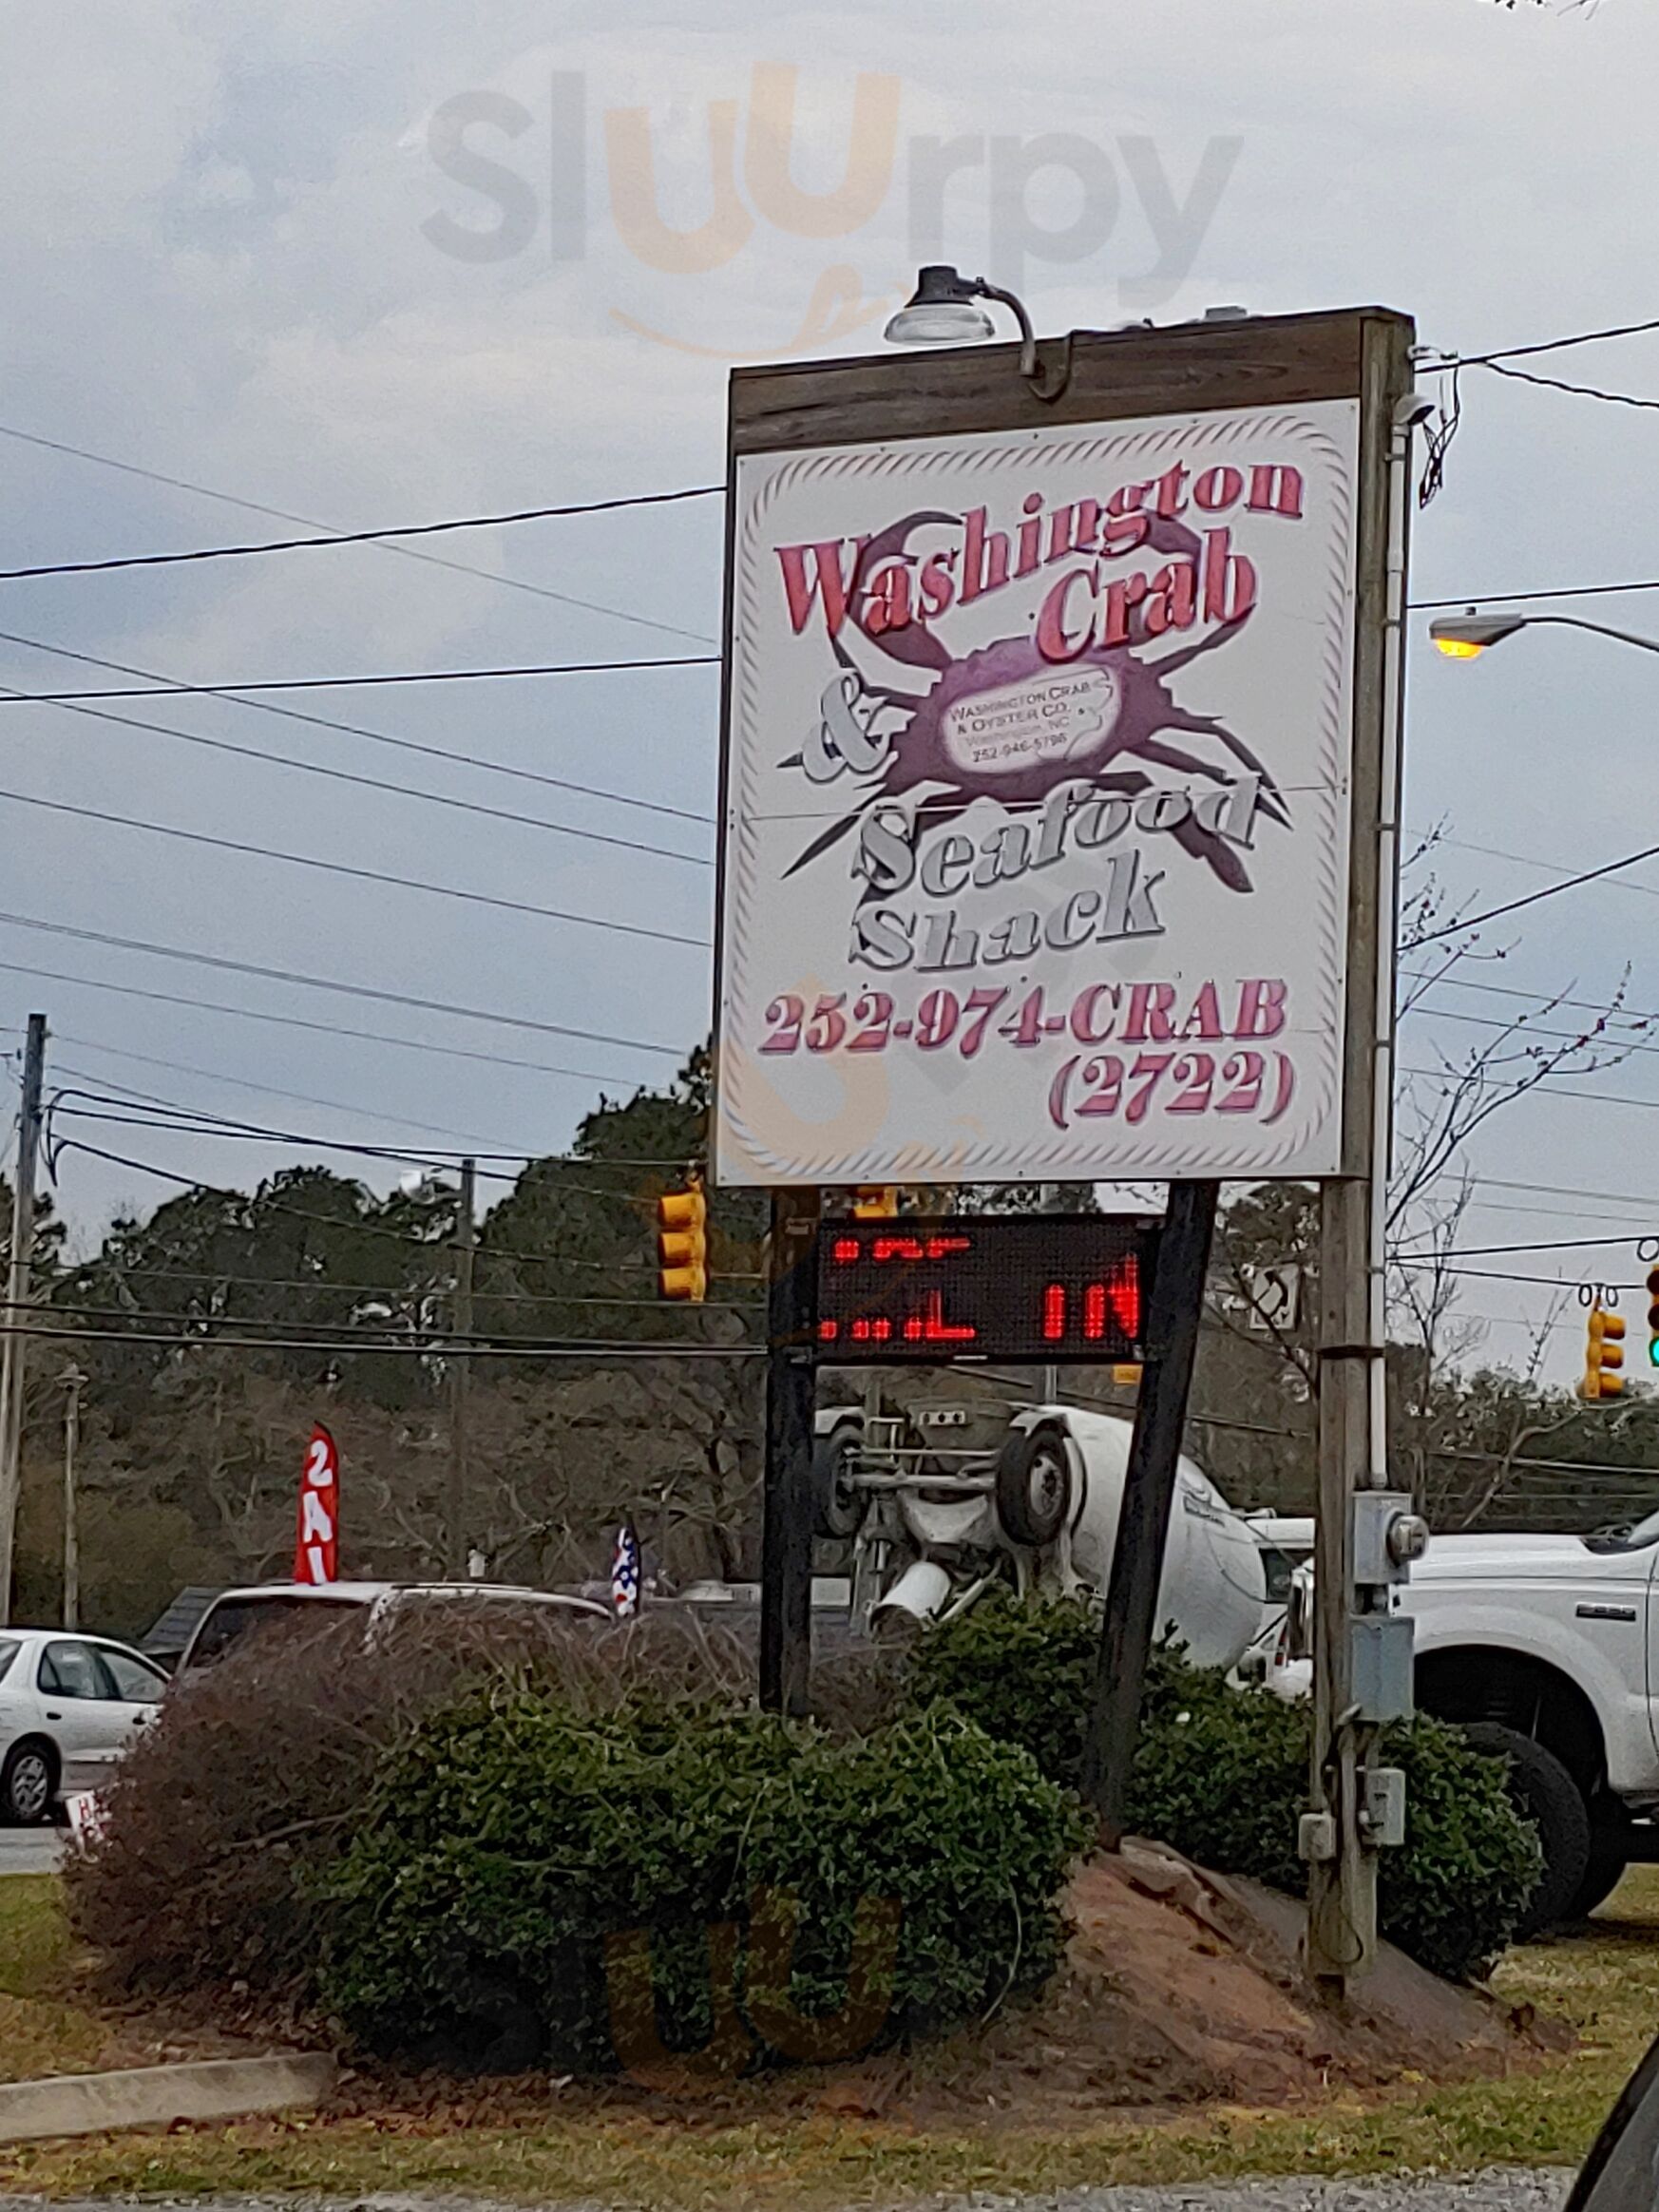 Sluurpy
Washington
Crab
WASHINGTON CRAB
& OYSTER CO.
Washington, NC
252-946-5796
&
Seafood
Shack
252-974-CRAB
(2722)